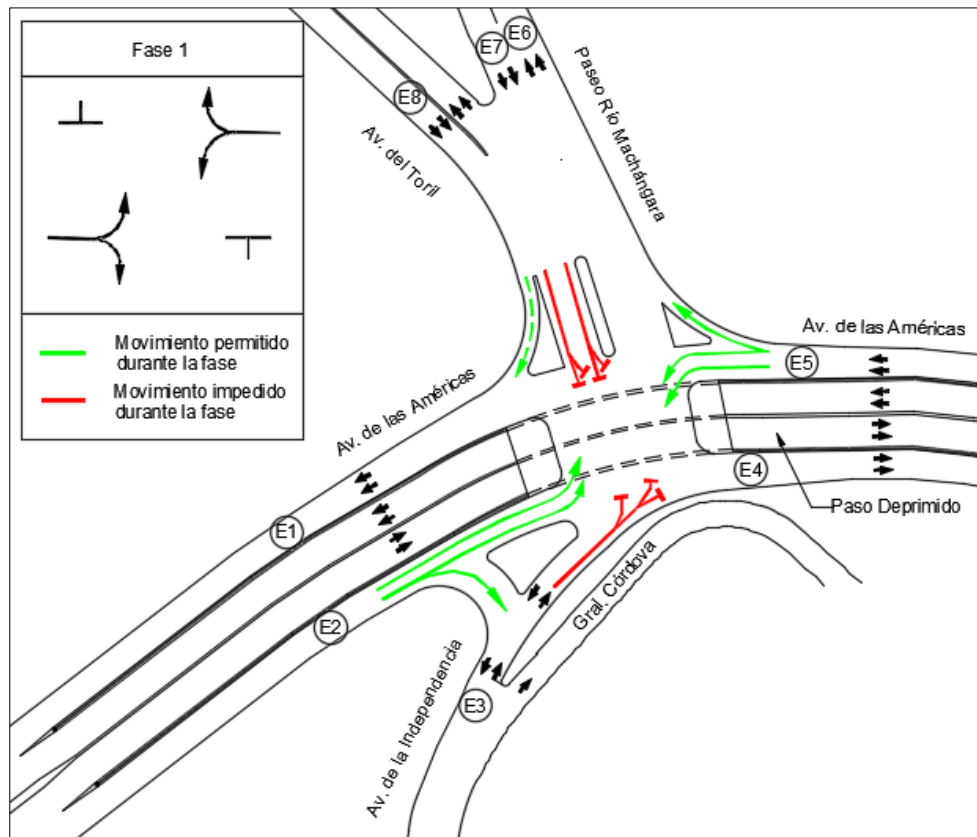 Fase 1
Movimiento permitido
durante la fase
Movimiento impedido
durante la fase
E7
E6
E8
Av. del Toril
Paseo Río Machángara
Av. de las Américas
E5
Av. de las Américas
E4
Paso Deprimido
E1
E2
Gral. Córdova
E3
Av. de la Independencia